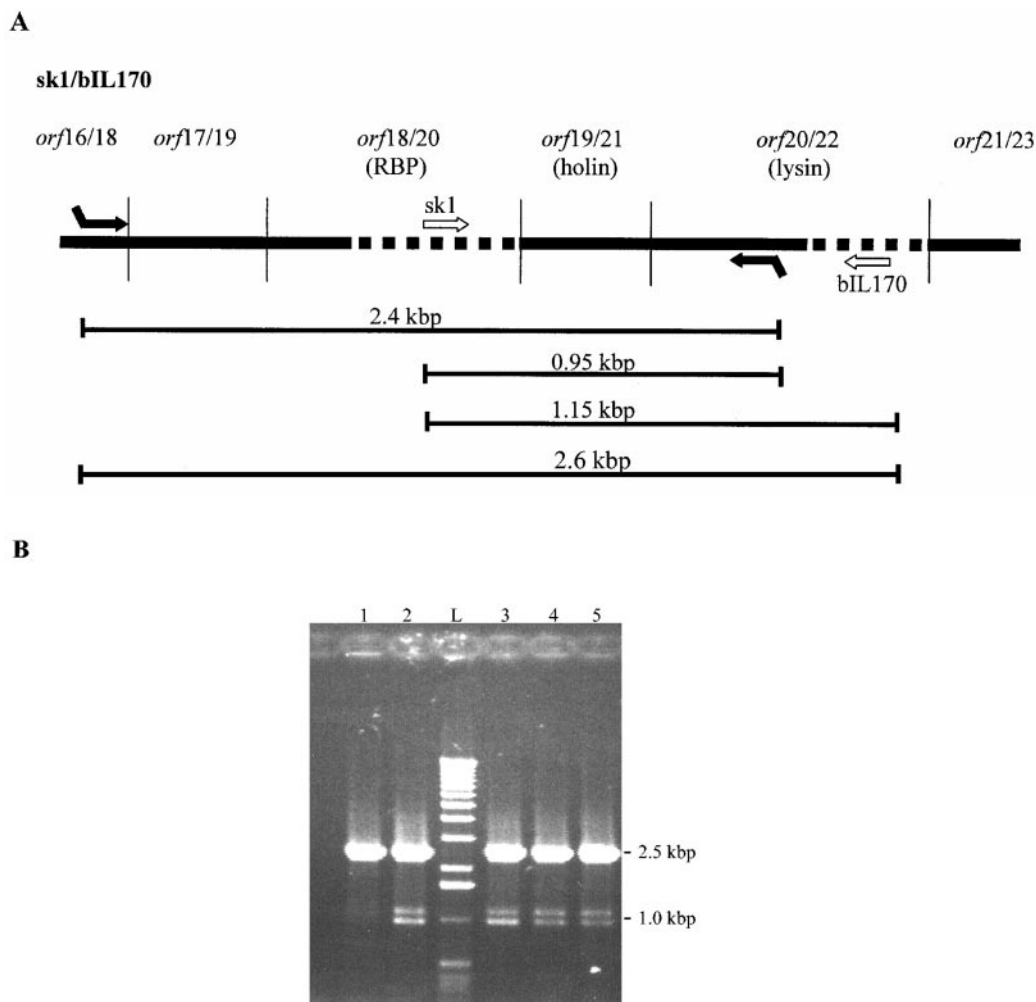 A
sk1/bIL170
orf16/18 orf17/19 orf18/20 orf19/21 orf20/22 orf21/23
(RBP) (holin) (lysin)
sk1
bIL170
2.4 kbp
0.95 kbp
1.15 kbp
2.6 kbp
B
1 2 L 3 4 5
- 2.5 kbp
- 1.0 kbp